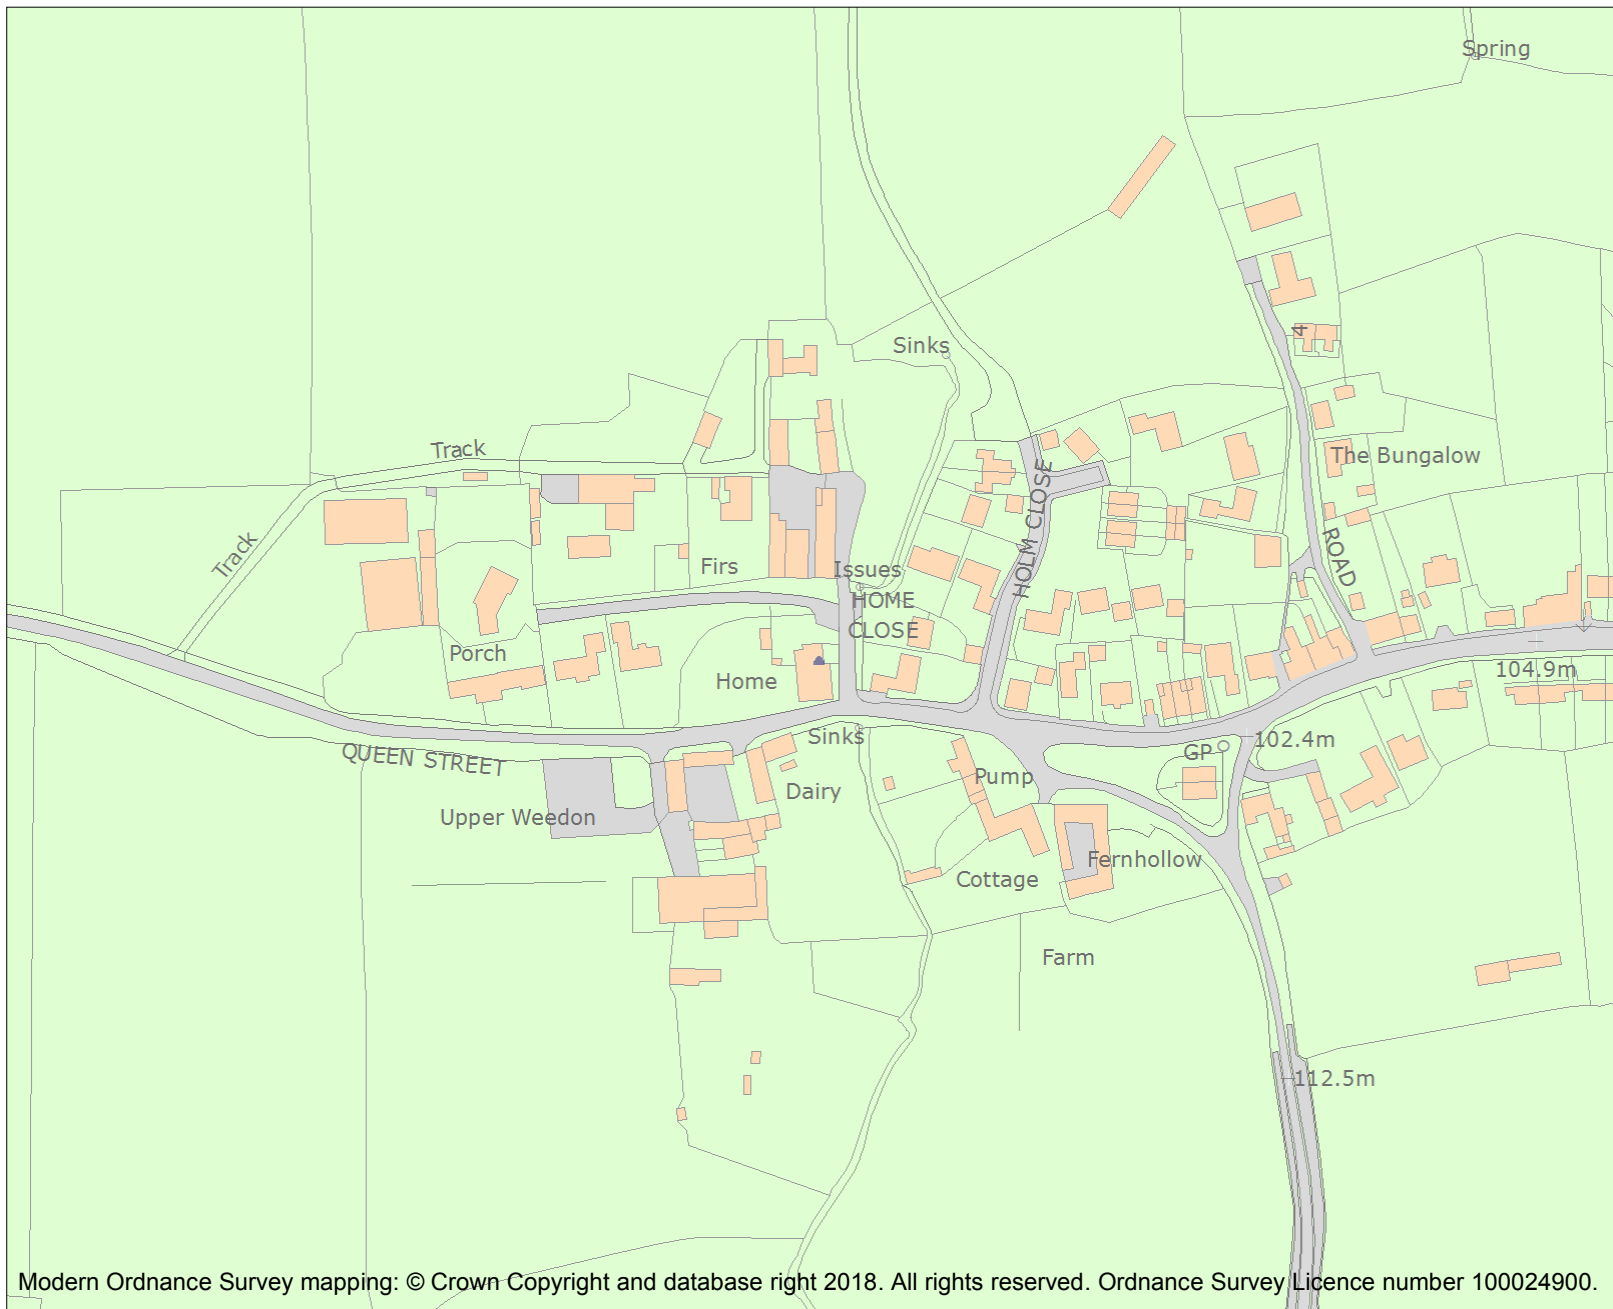 Spring
Sinks
4
Track
The Bungalow
HOLM CLOSE
Track
ROAD
Firs
Issues
HOME
CLOSE
Porch
Home
104.9m
Sinks
102.4m
GP
QUEEN STREET
Pump
Dairy
Upper Weedon
Fernhollow
Cottage
Farm
112.5m
Modern Ordnance Survey mapping: © Crown Copyright and database right 2018. All rights reserved. Ordnance Survey Licence number 100024900.